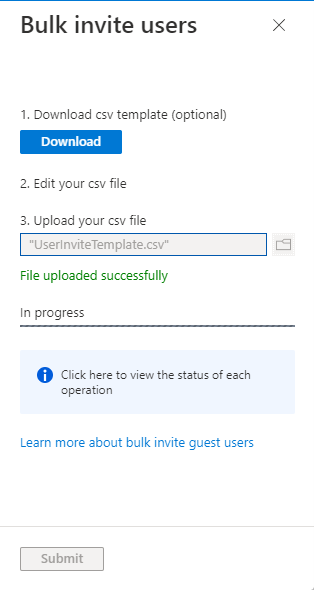 Bulk invite users
1. Download csv template (optional)
Download
2. Edit your csv file
3. Upload your csv file
"UserInviteTemplate.csv"
File uploaded successfully
In progress
Click here to view the status of each
operation
Learn more about bulk invite guest users
Submit